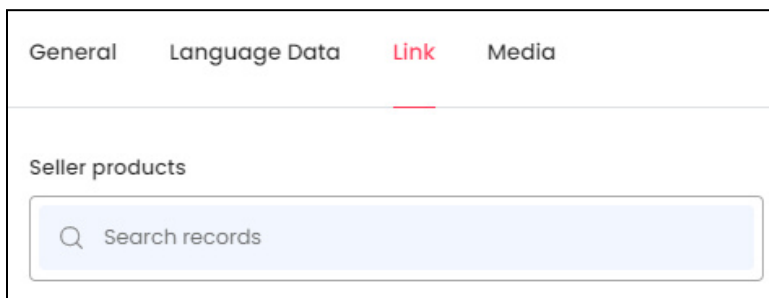 General Language Data Link Media
Seller products
Search records